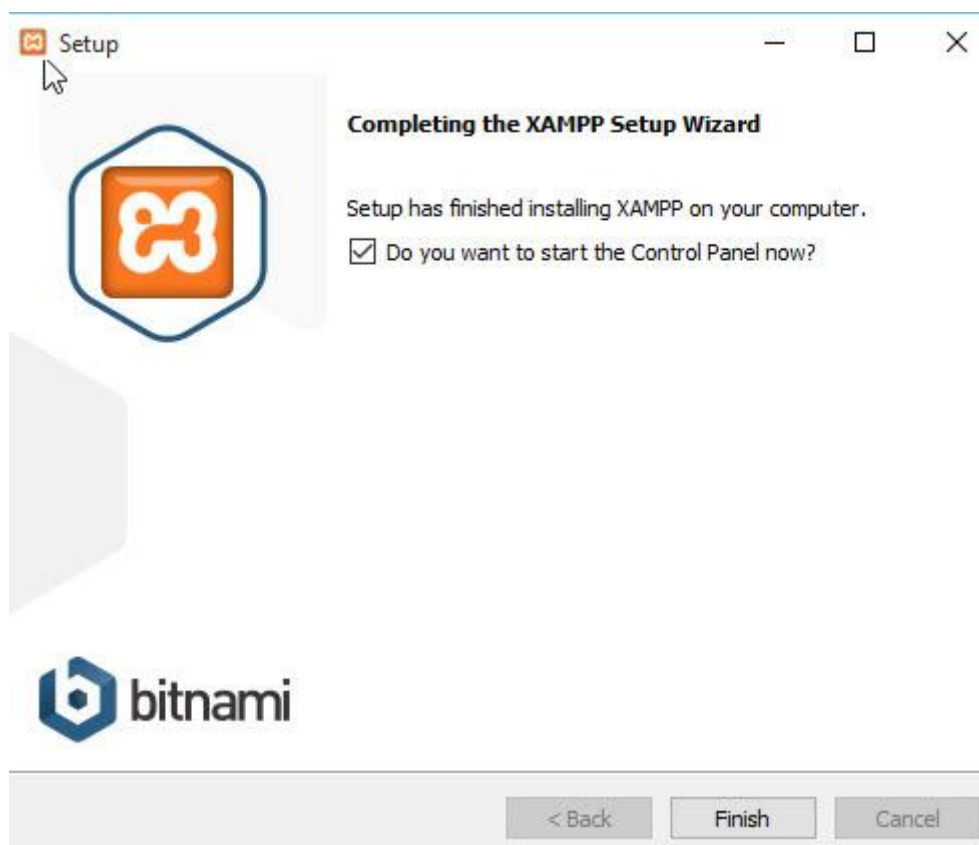 Setup
Completing the XAMPP Setup Wizard
Setup has finished installing XAMPP on your computer.
Do you want to start the Control Panel now?
bitnami
< Back
Finish
Cancel